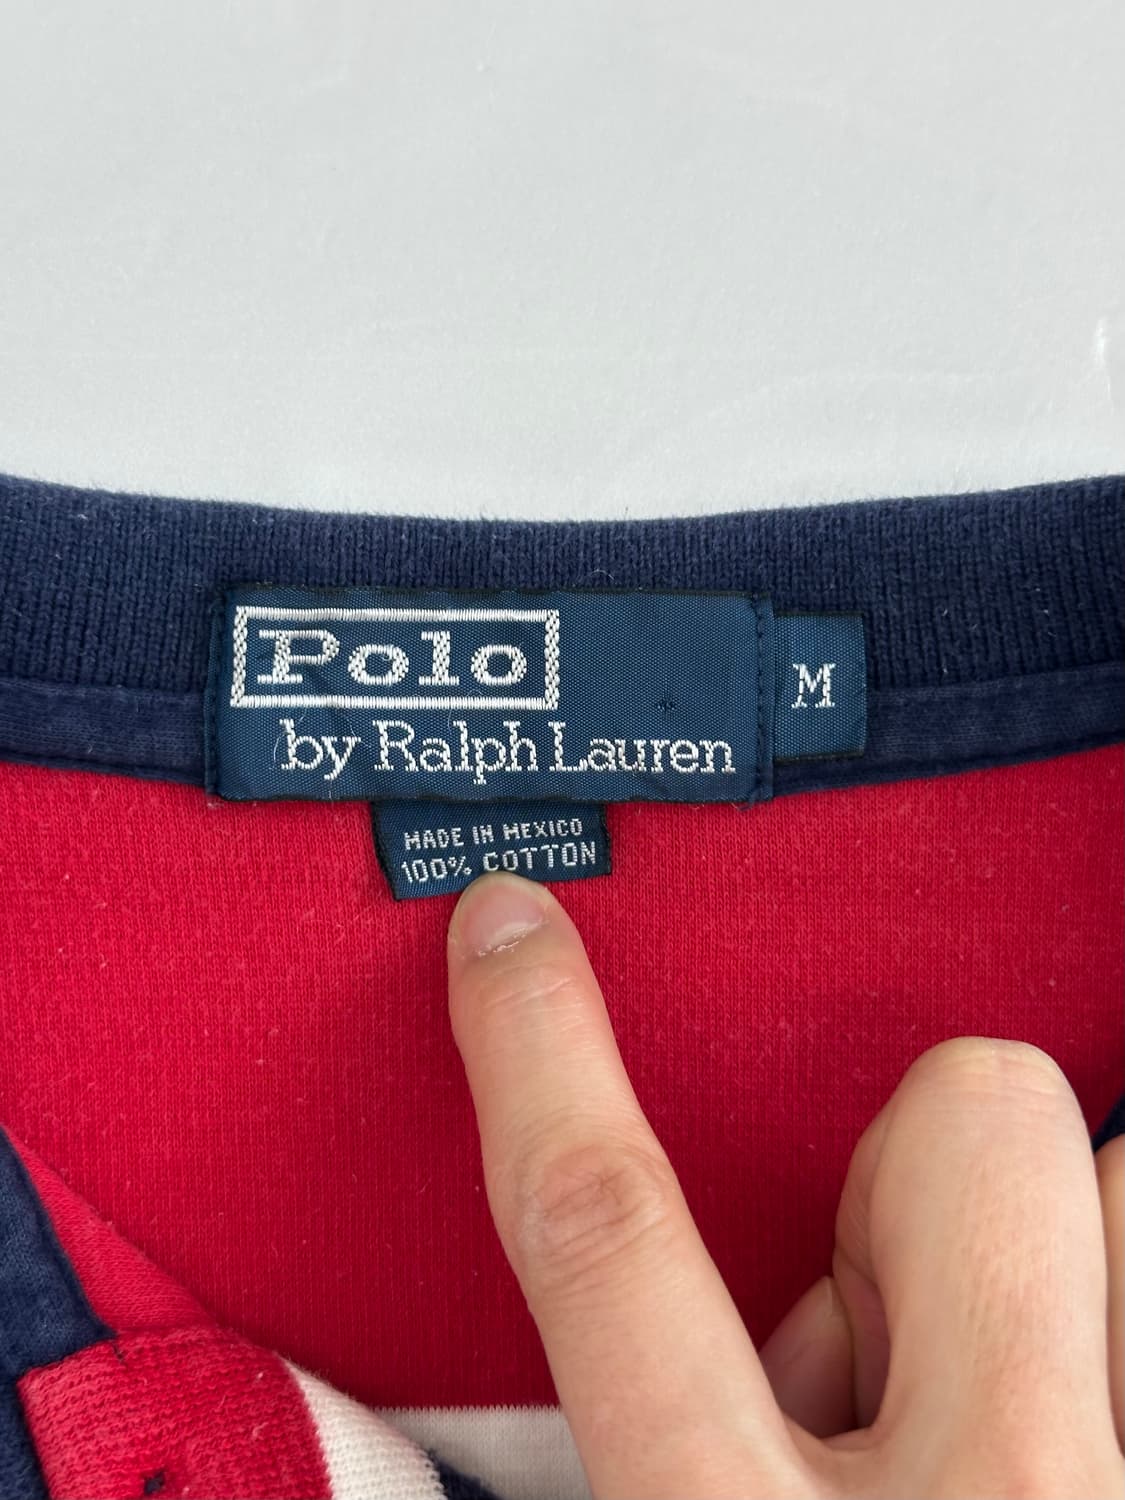 Polo
by Ralph Lauren
M
MADE IN MEXICO
100% COTTON